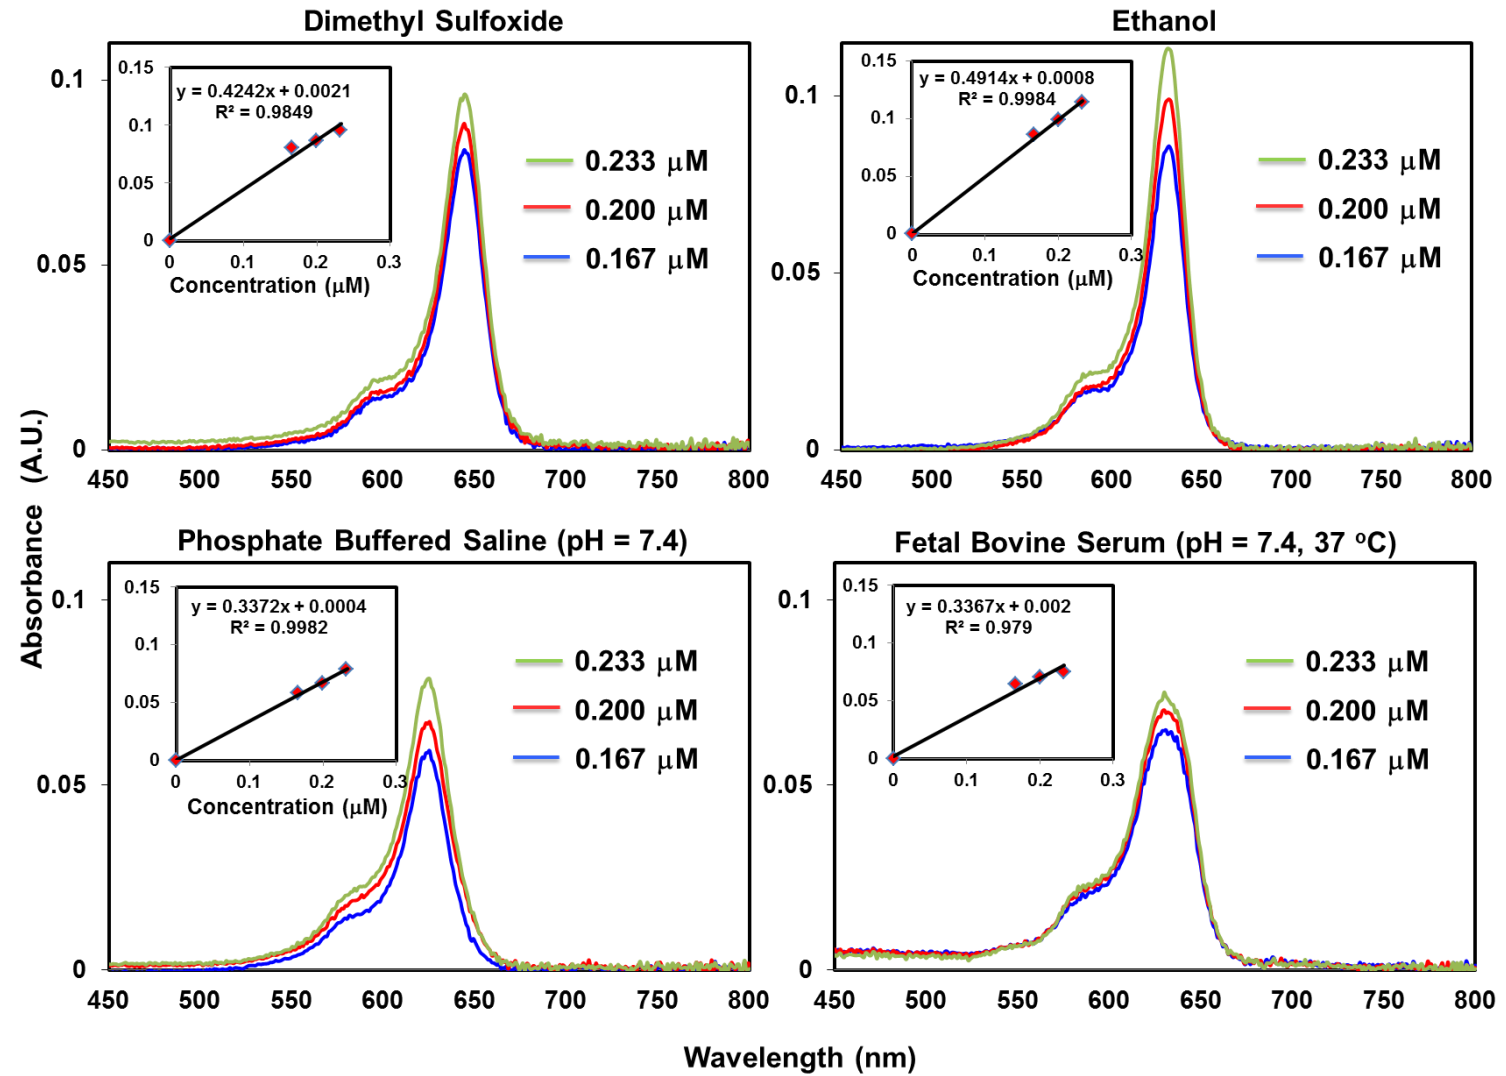 Dimethyl Sulfoxide
0.1
0.05
0
450 500 550 600 650 700 750 800
0.15
0.1
0.05
0
0.1 0.2 0.3
y = 0.4242x + 0.0021
R² = 0.9849
Concentration (μM)
0.233 μM
0.200 μM
0.167 μM
Ethanol
0.1
0.05
0
450 500 550 600 650 700 750 800
0.15
0.1
0.05
0
0 0.1 0.2 0.3
y = 0.4914x + 0.0008
R² = 0.9984
Concentration (μM)
0.233 μM
0.200 μM
0.167 μM
Absorbance (A.U.)
Phosphate Buffered Saline (pH = 7.4)
0.1
0.05
0
450 500 550 600 650 700 750 800
0.15
0.1
0.05
0
0 0.1 0.2 0.3
y = 0.3372x + 0.0004
R² = 0.9982
Concentration (μM)
0.233 μM
0.200 μM
0.167 μM
Fetal Bovine Serum (pH = 7.4, 37 ºC)
0.1
0.05
0
450 500 550 600 650 700 750 800
0.15
0.1
0.05
0
0 0.1 0.2 0.3
y = 0.3367x + 0.002
R² = 0.979
Concentration (μM)
0.233 μM
0.200 μM
0.167 μM
Wavelength (nm)